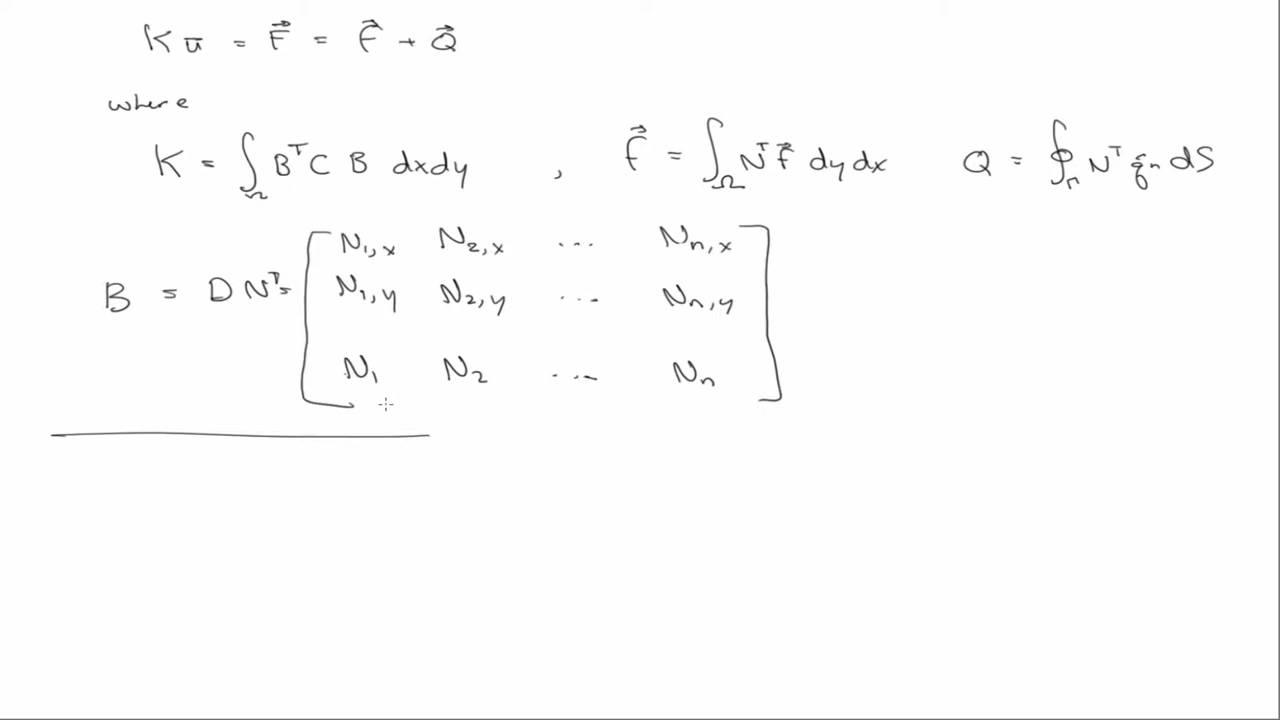 K u̅ = F⃗ = f⃗ + Q⃗
where
K = ∫_Ω Bᵀ C B dxdy , f⃗ = ∫_Ω Nᵀ f⃗ dydx Q = ∮_Γ Nᵀ qₙ dS
N₁,x N₂,x ... Nₙ,x
B = D Nᵀ = N₁,y N₂,y ... Nₙ,y
N₁ N₂ ... Nₙ